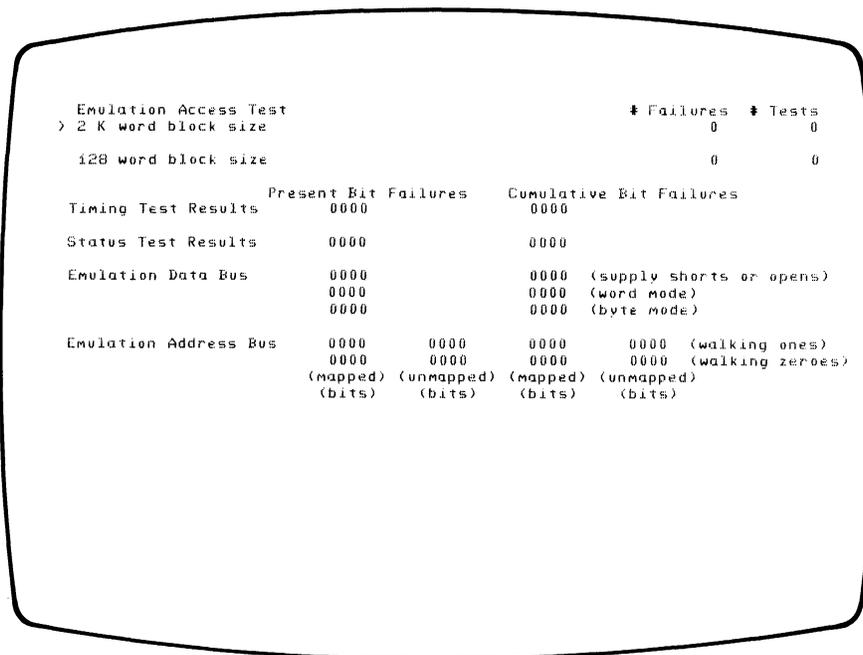 Emulation Access Test # Failures # Tests
> 2 K word block size 0 0
128 word block size 0 0
Present Bit Failures Cumulative Bit Failures
Timing Test Results 0000 0000
Status Test Results 0000 0000
Emulation Data Bus 0000 0000 (supply shorts or opens)
0000 0000 (word mode)
0000 0000 (byte mode)
Emulation Address Bus 0000 0000 0000 0000 (walking ones)
0000 0000 0000 0000 (walking zeroes)
(mapped) (unmapped) (mapped) (unmapped)
(bits) (bits) (bits) (bits)